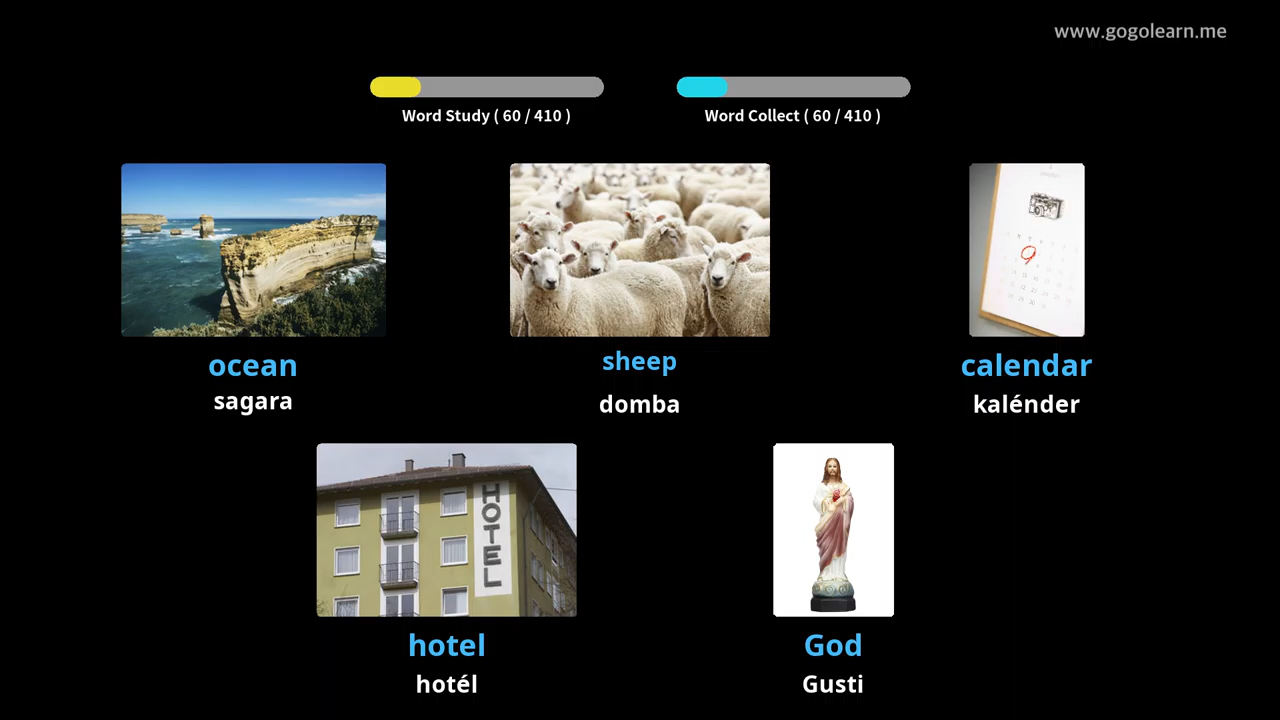 www.gogolearn.me
Word Study ( 60 / 410 )
Word Collect ( 60 / 410 )
ocean
sagara
sheep
domba
calendar
kalénder
HOTEL
hotel
hotél
God
Gusti